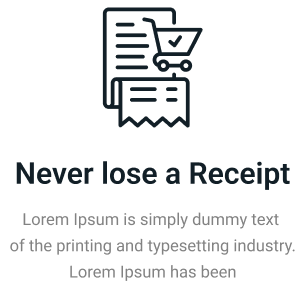 Never lose a Receipt
Lorem Ipsum is simply dummy text
of the printing and typesetting industry.
Lorem Ipsum has been